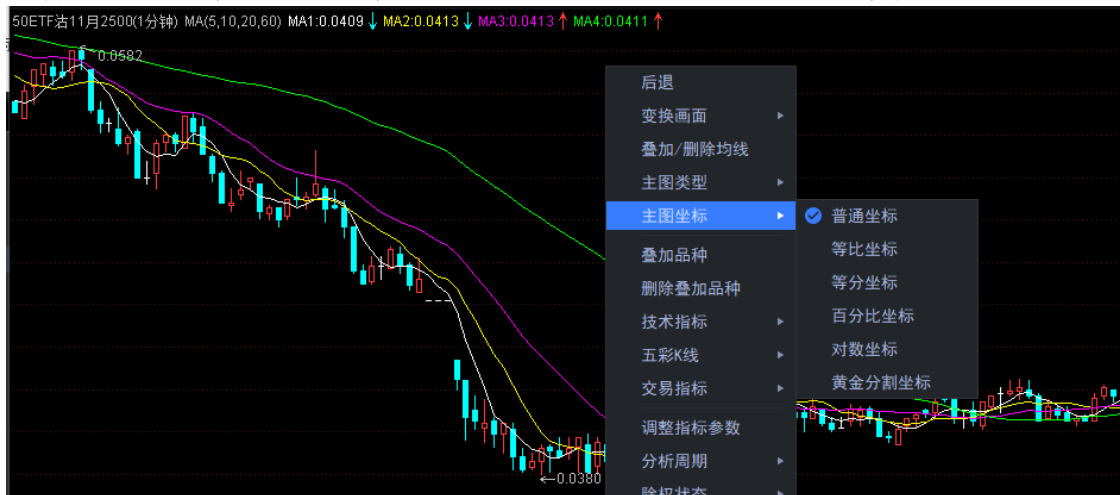 50ETF沽11月2500(1分钟) MA(5,10,20,60) MA1:0.0409↓ MA2:0.0413↓ MA3:0.0413↑ MA4:0.0411↑
0.0582
后退
变换画面
叠加/删除均线
主图类型
主图坐标
普通坐标
等比坐标
叠加品种
等分坐标
删除叠加品种
百分比坐标
技术指标
对数坐标
五彩K线
黄金分割坐标
交易指标
调整指标参数
分析周期
←0.0380
除权状态